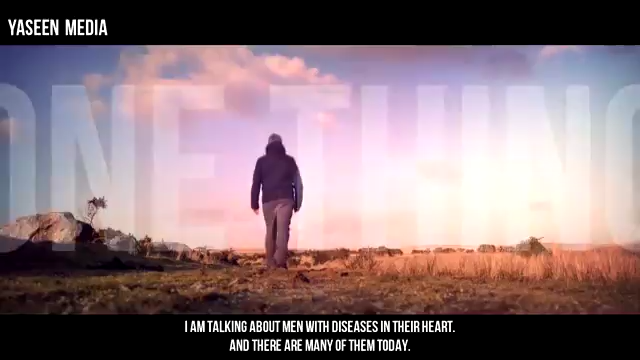 YASEEN MEDIA
ONE THING
I AM TALKING ABOUT MEN WITH DISEASES IN THEIR HEART.
AND THERE ARE MANY OF THEM TODAY.